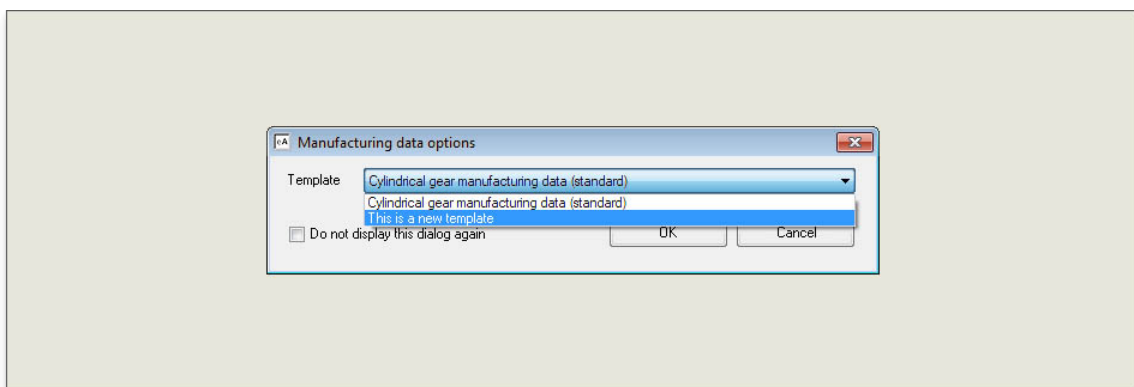 eA Manufacturing data options
Template Cylindrical gear manufacturing data (standard)
Cylindrical gear manufacturing data (standard)
This is a new template
Do not display this dialog again OK Cancel